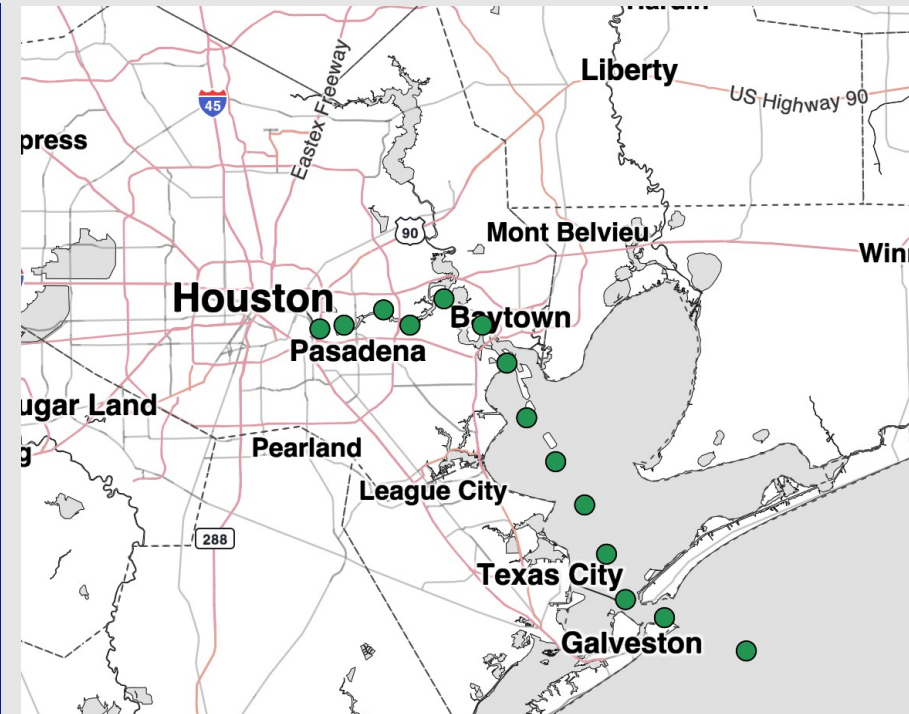 Liberty
45
Eastex Freeway
US Highway 90
press
90
Mont Belvieu
Win
Houston
Baytown
Pasadena
ugar Land
Pearland
g
League City
288
Texas City
Galveston